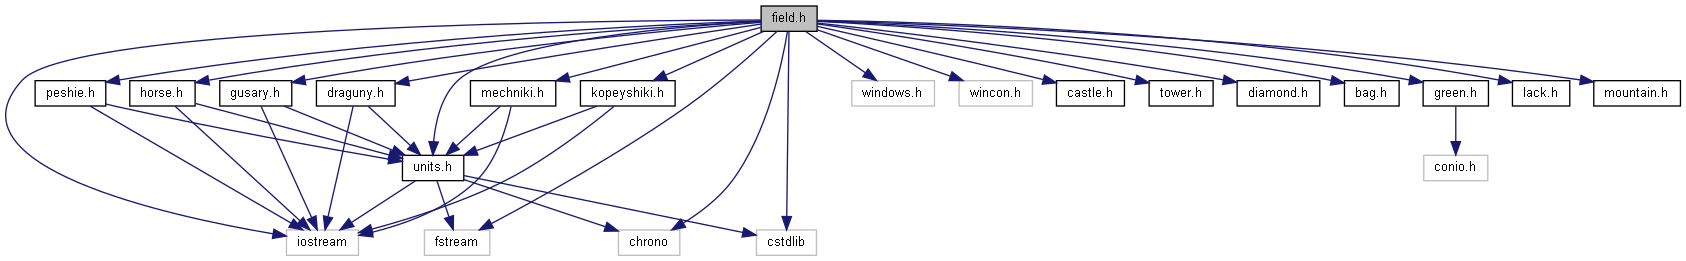 field.h
peshie.h
horse.h
gusary.h
draguny.h
mechniki.h
kopeyshiki.h
windows.h
wincon.h
castle.h
tower.h
diamond.h
bag.h
green.h
lack.h
mountain.h
units.h
conio.h
iostream
fstream
chrono
cstdlib